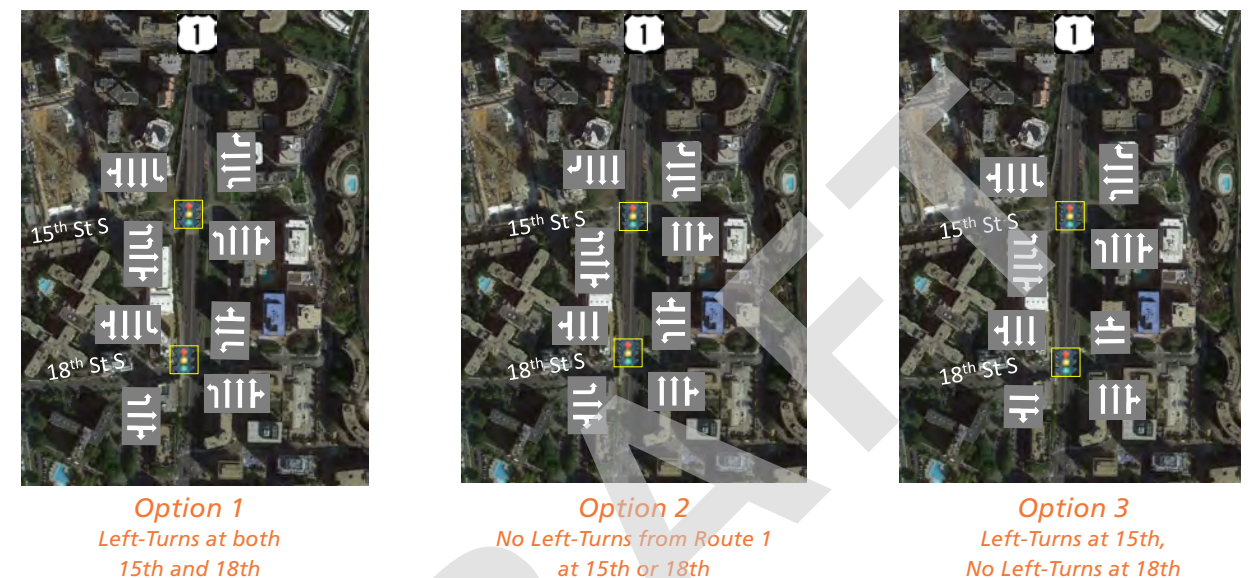 1
15th St S
18th St S
Option 1
Left-Turns at both
15th and 18th
1
15th St S
18th St S
Option 2
No Left-Turns from Route 1
at 15th or 18th
1
15th St S
18th St S
Option 3
Left-Turns at 15th,
No Left-Turns at 18th
DRAFT